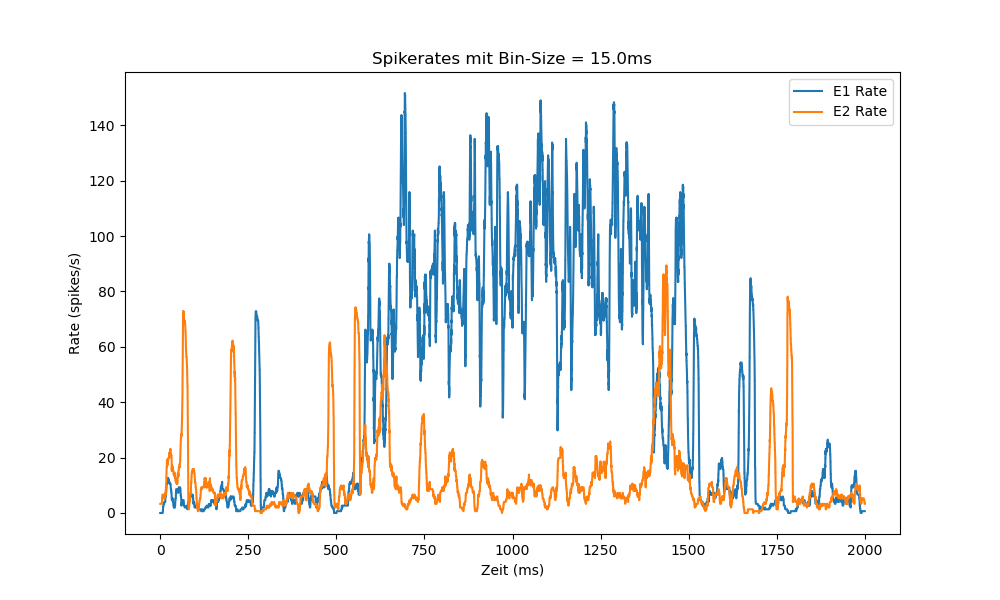 Spikerates mit Bin-Size = 15.0ms
E1 Rate
E2 Rate
Rate (spikes/s)
140
120
100
80
60
40
20
0
0 250 500 750 1000 1250 1500 1750 2000
Zeit (ms)